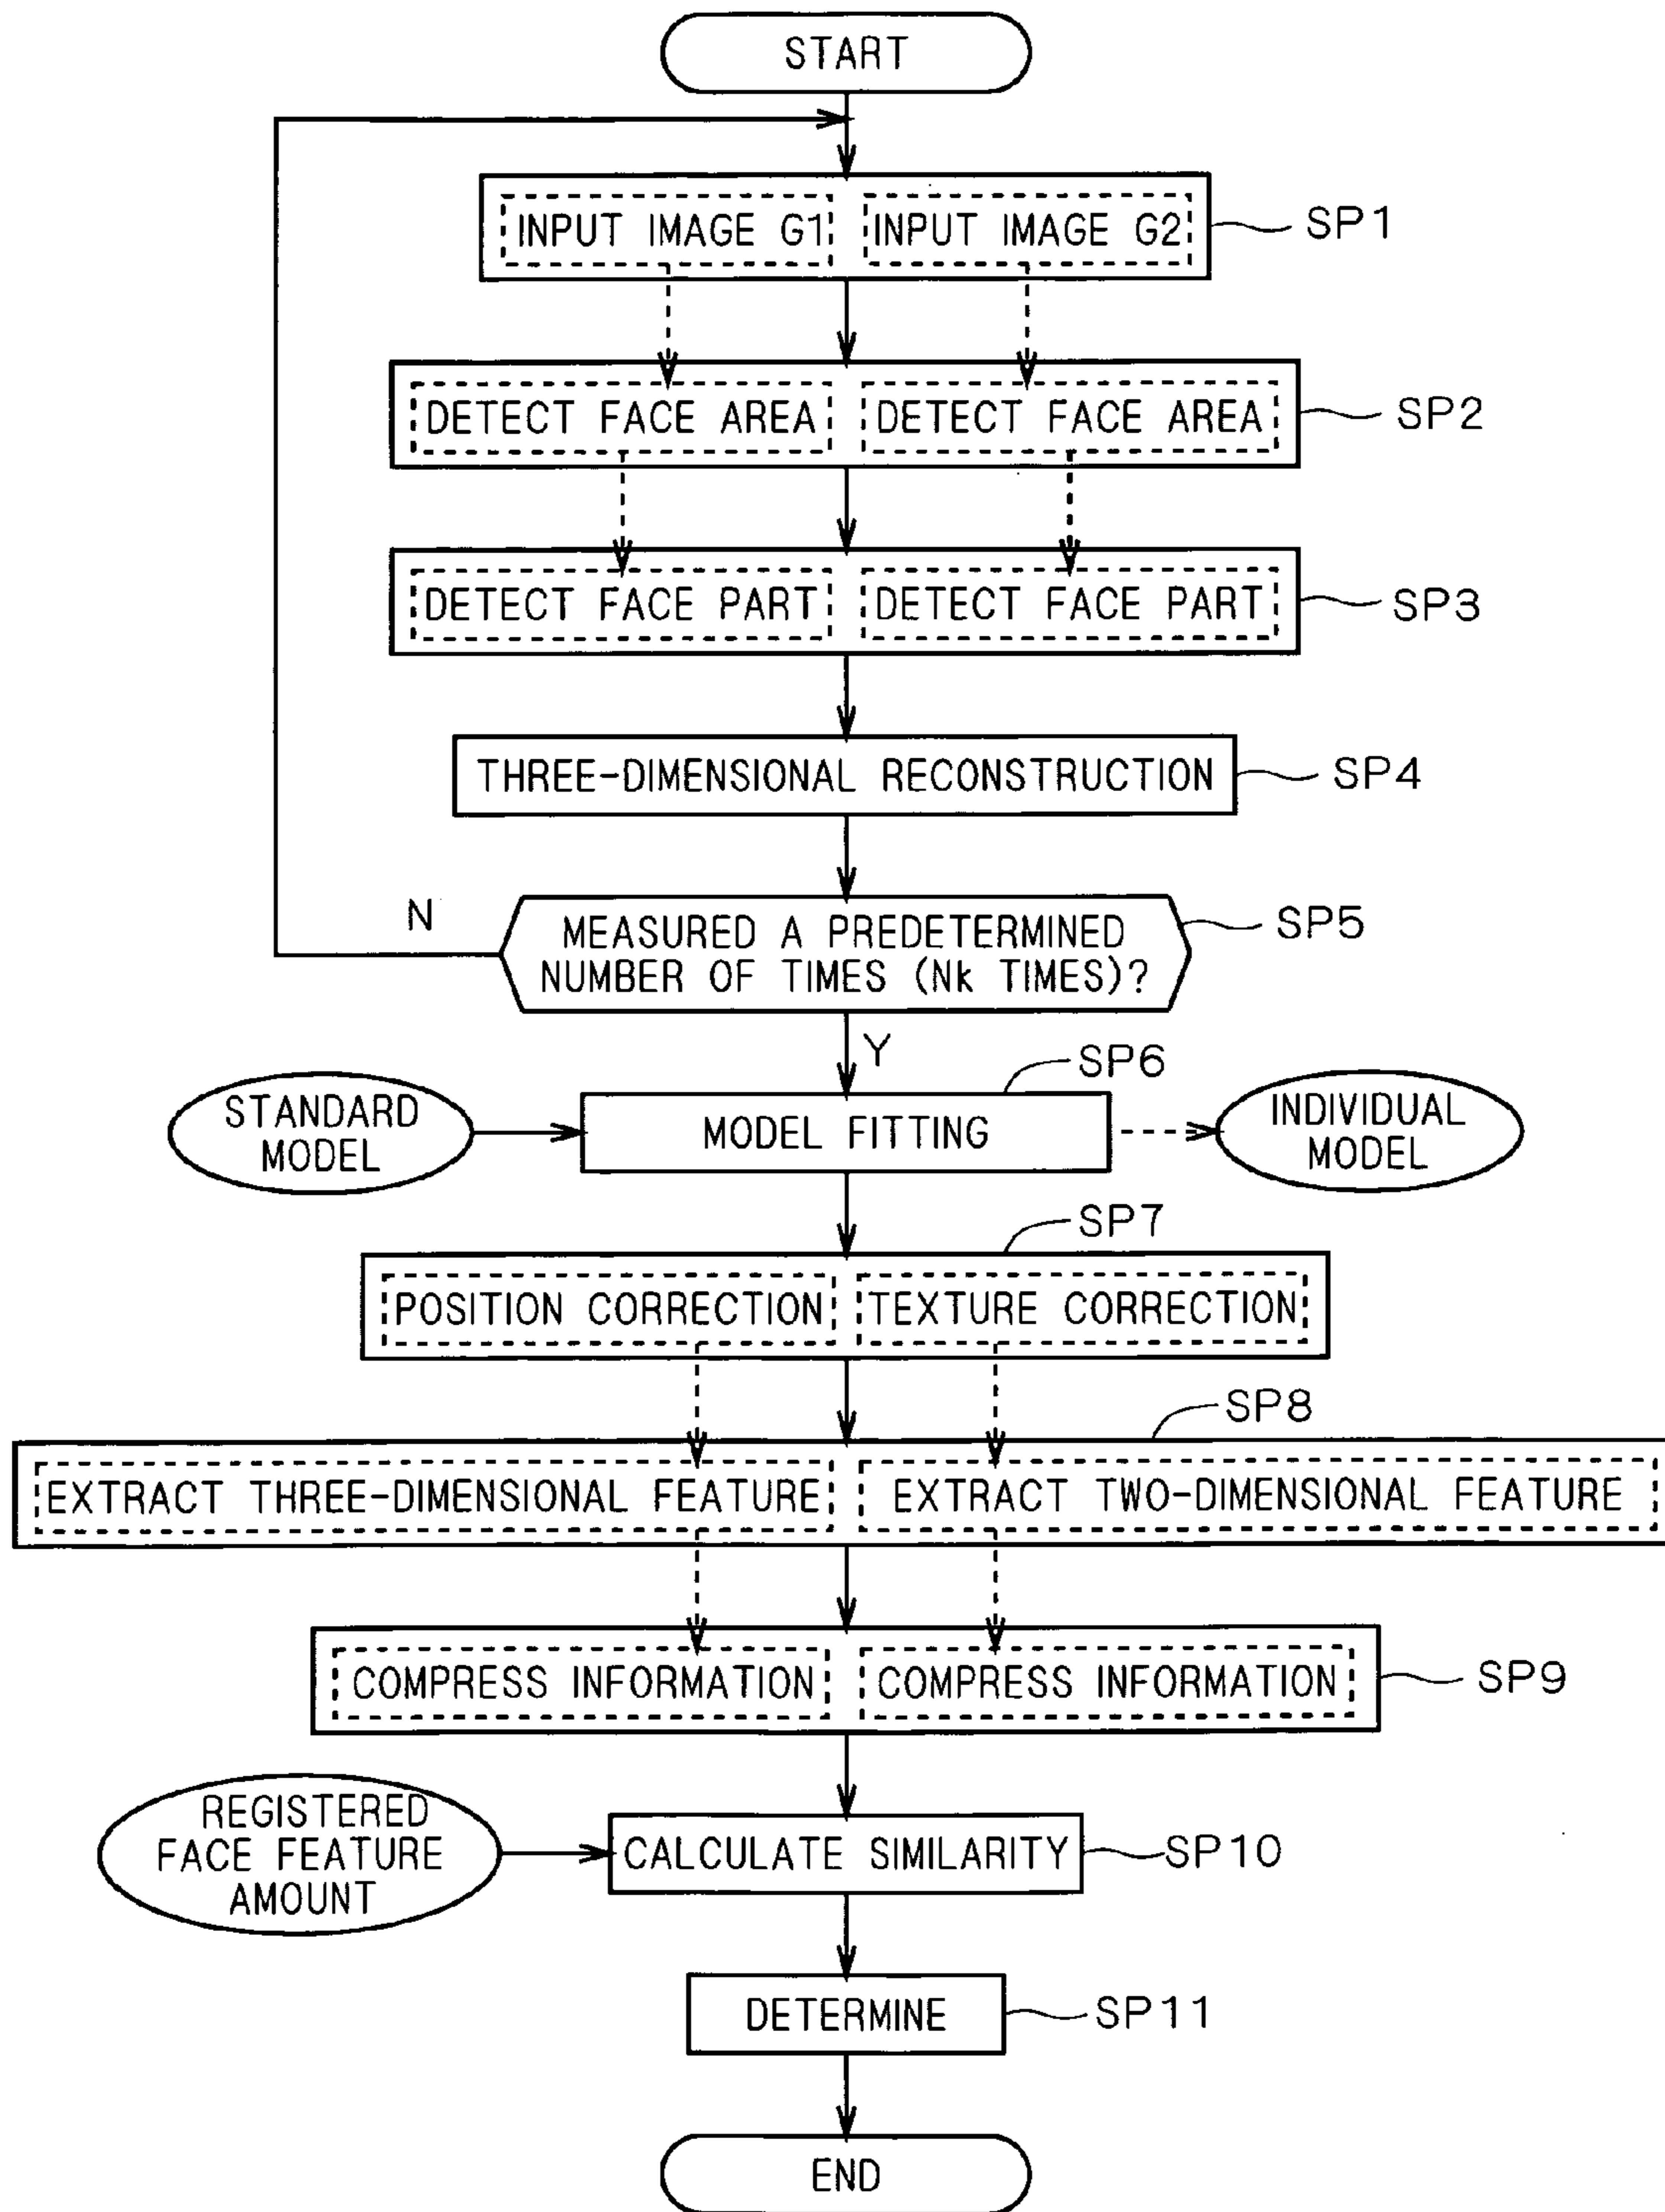 START
INPUT IMAGE G1 INPUT IMAGE G2 SP1
DETECT FACE AREA DETECT FACE AREA SP2
DETECT FACE PART DETECT FACE PART SP3
THREE-DIMENSIONAL RECONSTRUCTION SP4
N
MEASURED A PREDETERMINED
NUMBER OF TIMES (Nk TIMES)?
SP5
Y
SP6
STANDARD
MODEL
MODEL FITTING
INDIVIDUAL
MODEL
SP7
POSITION CORRECTION TEXTURE CORRECTION
SP8
EXTRACT THREE-DIMENSIONAL FEATURE EXTRACT TWO-DIMENSIONAL FEATURE
COMPRESS INFORMATION COMPRESS INFORMATION SP9
REGISTERED
FACE FEATURE
AMOUNT
CALCULATE SIMILARITY SP10
DETERMINE SP11
END